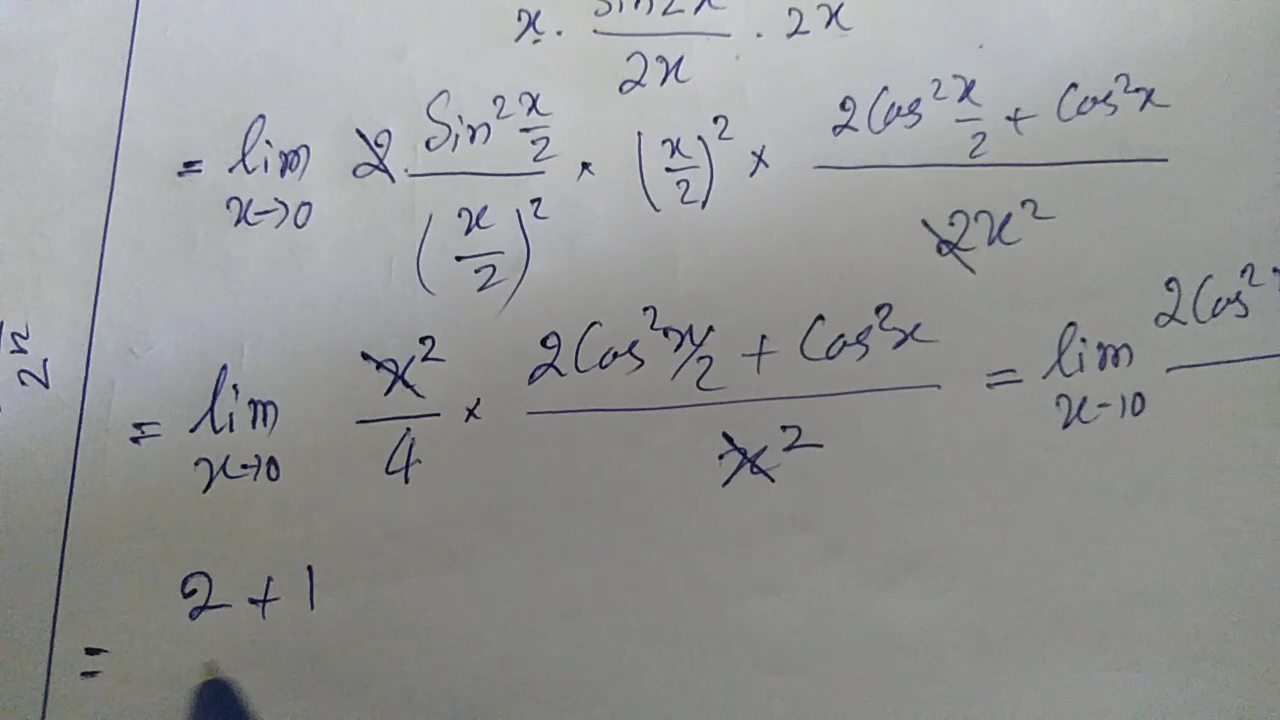 x. sin2x/2x . 2x
= lim x→0 2. Sin² x/2 / (x/2)² × (x/2)² × 2Cos² x/2 + Cos²x / 2x²
= lim x→0 x²/4 × 2Cos² x/2 + Cos²x / x² = lim x→0 2Cos²
2 + 1
=